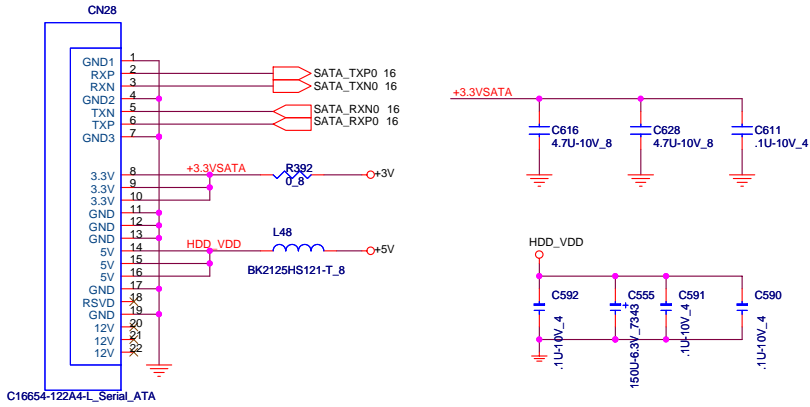 CN28
GND1 1
RXP 2 SATA_TXP0 16
RXN 3 SATA_TXN0 16
GND2 4
TXN 5 SATA_RXN0 16
TXP 6 SATA_RXP0 16
GND3 7
3.3V 8 +3.3VSATA R392 +3V
0_8
3.3V 9
3.3V 10
GND 11
GND 12
GND 13
5V 14 HDD_VDD L48 +5V
5V 15
BK2125HS121-T_8
5V 16
GND 17
RSVD 18
GND 19
12V 20
12V 21
12V 22
C16654-122A4-L_Serial_ATA
+3.3VSATA
C616
4.7U-10V_8
C628
4.7U-10V_8
C611
.1U-10V_4
HDD_VDD
C592
.1U-10V_4
C555
+
150U-6.3V_7343
C591
.1U-10V_4
C590
.1U-10V_4